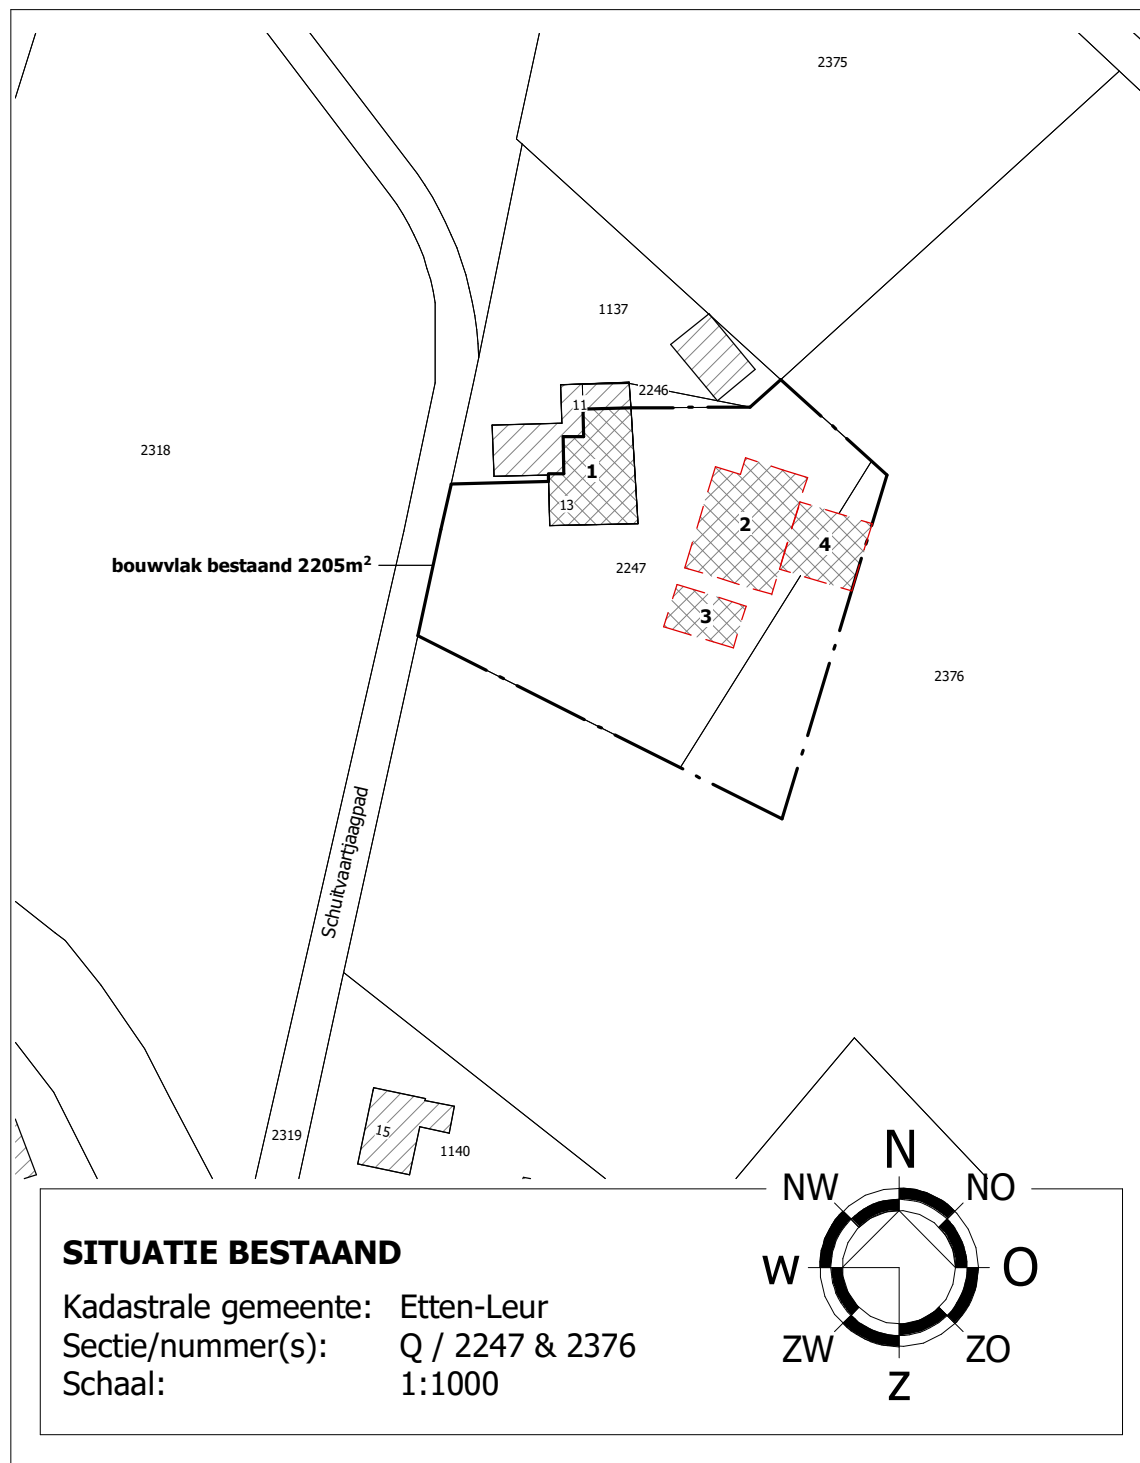 2375
1137
2246
11
2318
1
13
2
4
bouwvlak bestaand 2205m²
2247
3
2376
Schuitvaartjaagpad
15
2319
1140
N
NW
NO
W
O
ZW
ZO
Z
SITUATIE BESTAAND
Kadastrale gemeente: Etten-Leur
Sectie/nummer(s): Q / 2247 & 2376
Schaal: 1:1000